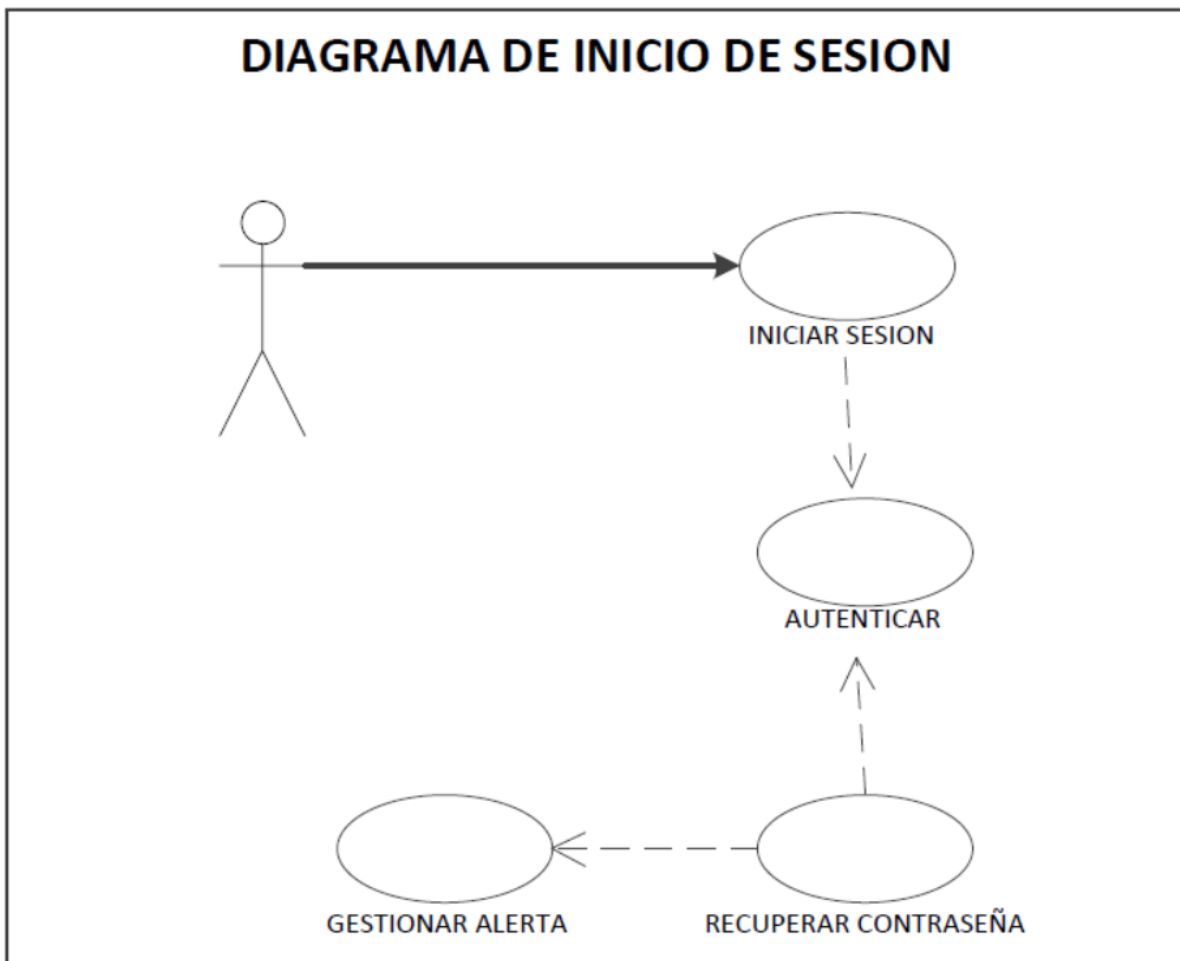 DIAGRAMA DE INICIO DE SESION
INICIAR SESION
AUTENTICAR
GESTIONAR ALERTA
RECUPERAR CONTRASEÑA